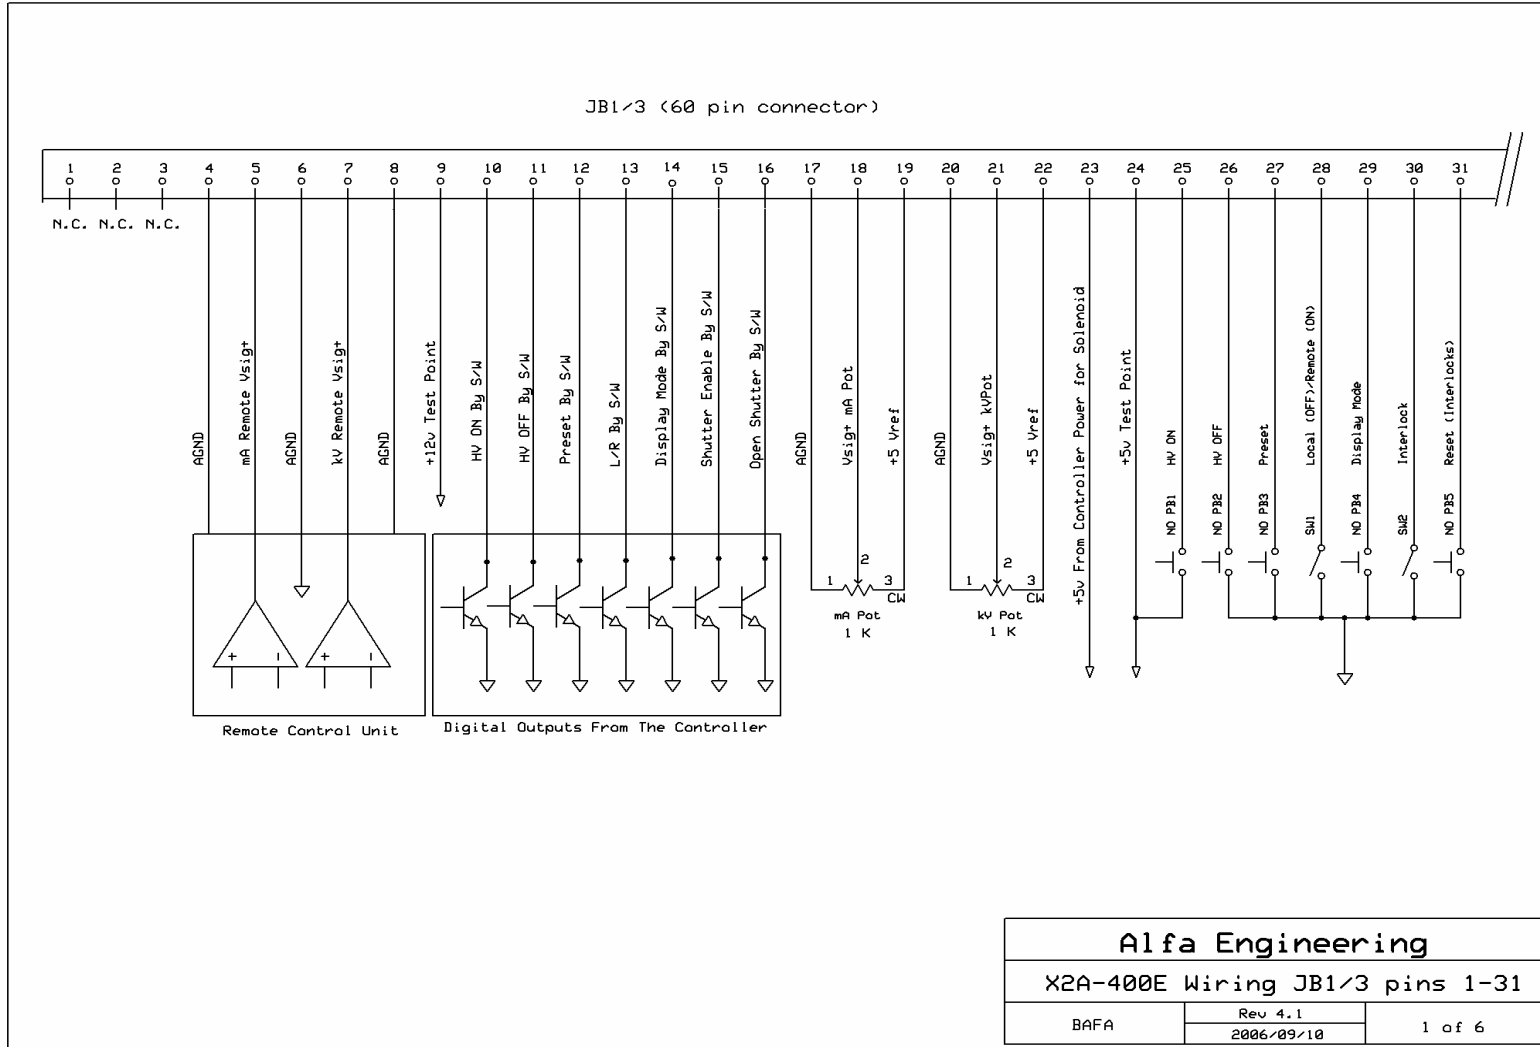 JB1/3 (60 pin connector)
1 2 3 4 5 6 7 8 9 10 11 12 13 14 15 16 17 18 19 20 21 22 23 24 25 26 27 28 29 30 31
N.C. N.C. N.C.
AGND
mA Remote Vsig+
AGND
kV Remote Vsig+
AGND
+12v Test Point
HV ON By S/W
HV OFF By S/W
Preset By S/W
L/R By S/W
Display Mode By S/W
Shutter Enable By S/W
Open Shutter By S/W
AGND
Vsig+ mA Pot
+5 Vref
AGND
Vsig+ kVPot
+5 Vref
+5v From Controller Power for Solenoid
+5v Test Point
NO PB1 HV ON
NO PB2 HV OFF
NO PB3 Preset
SW1 Local (OFF)/Remote (ON)
NO PB4 Display Mode
SW2 Interlock
NO PB5 Reset (Interlocks)
+ - + -
1 2 3
CW
mA Pot
1 K
1 2 3
CW
kV Pot
1 K
Remote Control Unit
Digital Outputs From The Controller
Alfa Engineering
X2A-400E Wiring JB1/3 pins 1-31
BAFA
Rev 4.1
2006/09/10
1 of 6